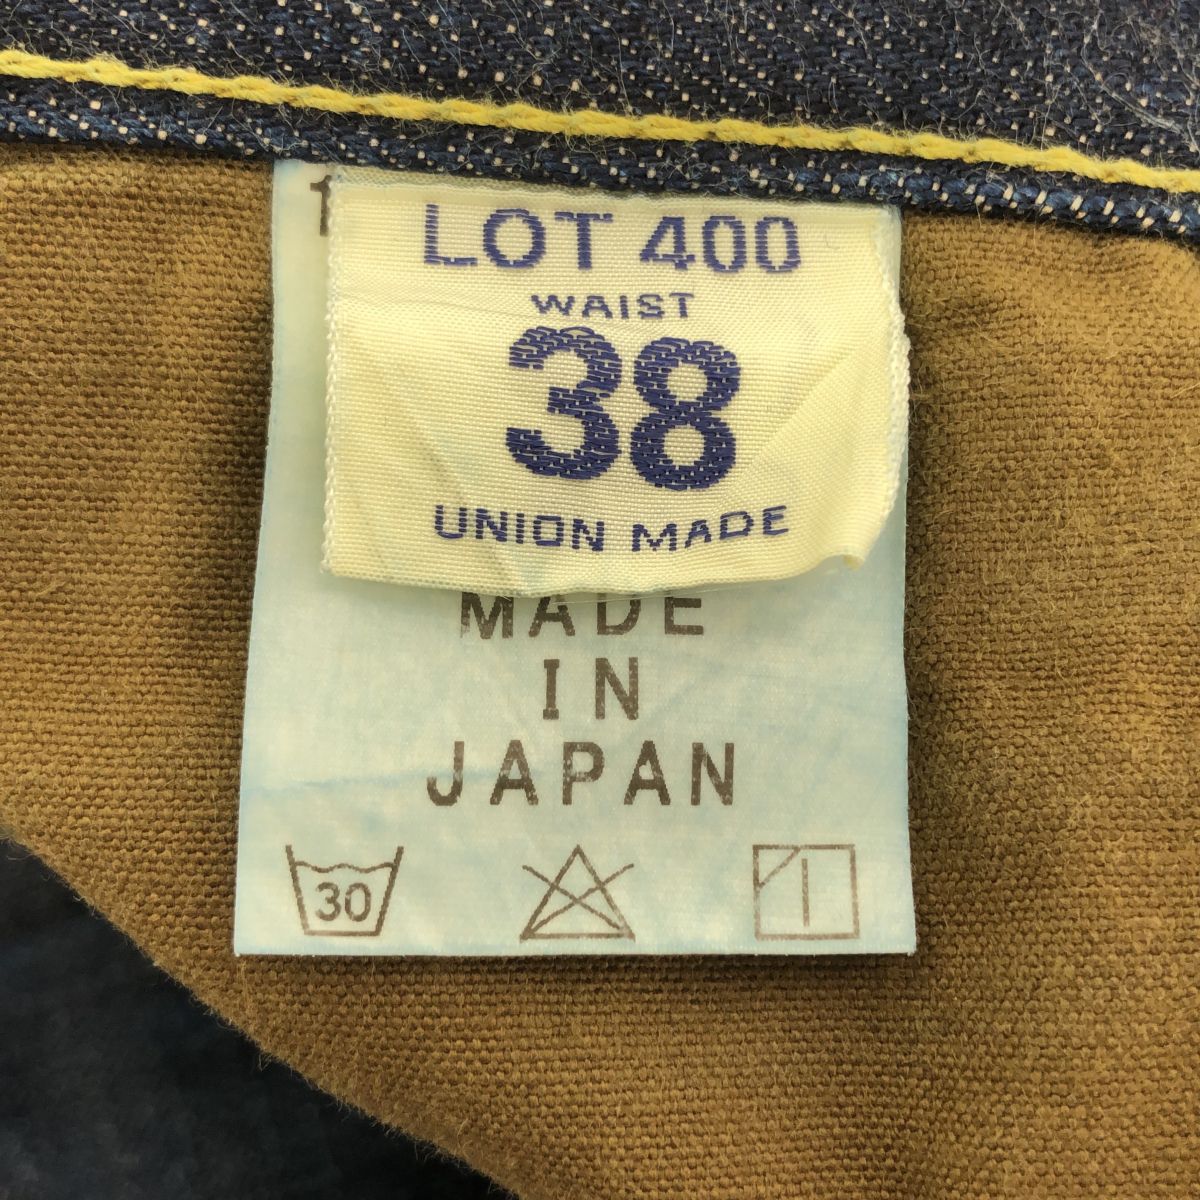 LOT 400
WAIST
38
UNION MADE
MADE
IN
JAPAN
30